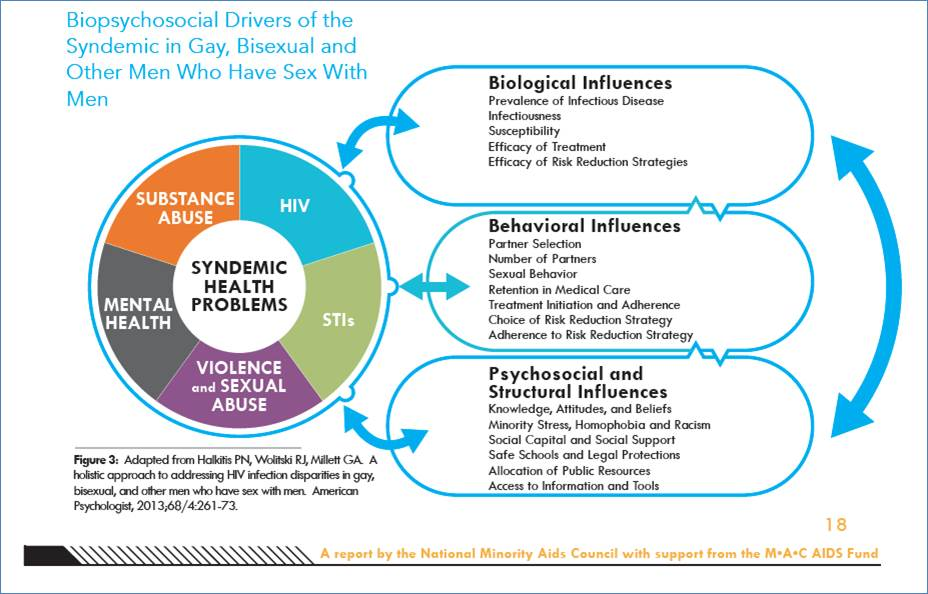 Biopsychosocial Drivers of the
Syndemic in Gay, Bisexual and
Other Men Who Have Sex With
Men
SUBSTANCE
ABUSE
HIV
SYNDEMIC
HEALTH
PROBLEMS
MENTAL
HEALTH
STIs
VIOLENCE
and SEXUAL
ABUSE
Biological Influences
Prevalence of Infectious Disease
Infectiousness
Susceptibility
Efficacy of Treatment
Efficacy of Risk Reduction Strategies
Behavioral Influences
Partner Selection
Number of Partners
Sexual Behavior
Retention in Medical Care
Treatment Initiation and Adherence
Choice of Risk Reduction Strategy
Adherence to Risk Reduction Strategy
Psychosocial and
Structural Influences
Knowledge, Attitudes, and Beliefs
Minority Stress, Homophobia and Racism
Social Capital and Social Support
Safe Schools and Legal Protections
Allocation of Public Resources
Access to Information and Tools
Figure 3: Adapted from Halkitis PN, Wolitski RJ, Millett GA. A
holistic approach to addressing HIV infection disparities in gay,
bisexual, and other men who have sex with men. American
Psychologist, 2013;68/4:261-73.
18
A report by the National Minority Aids Council with support from the M•A•C AIDS Fund